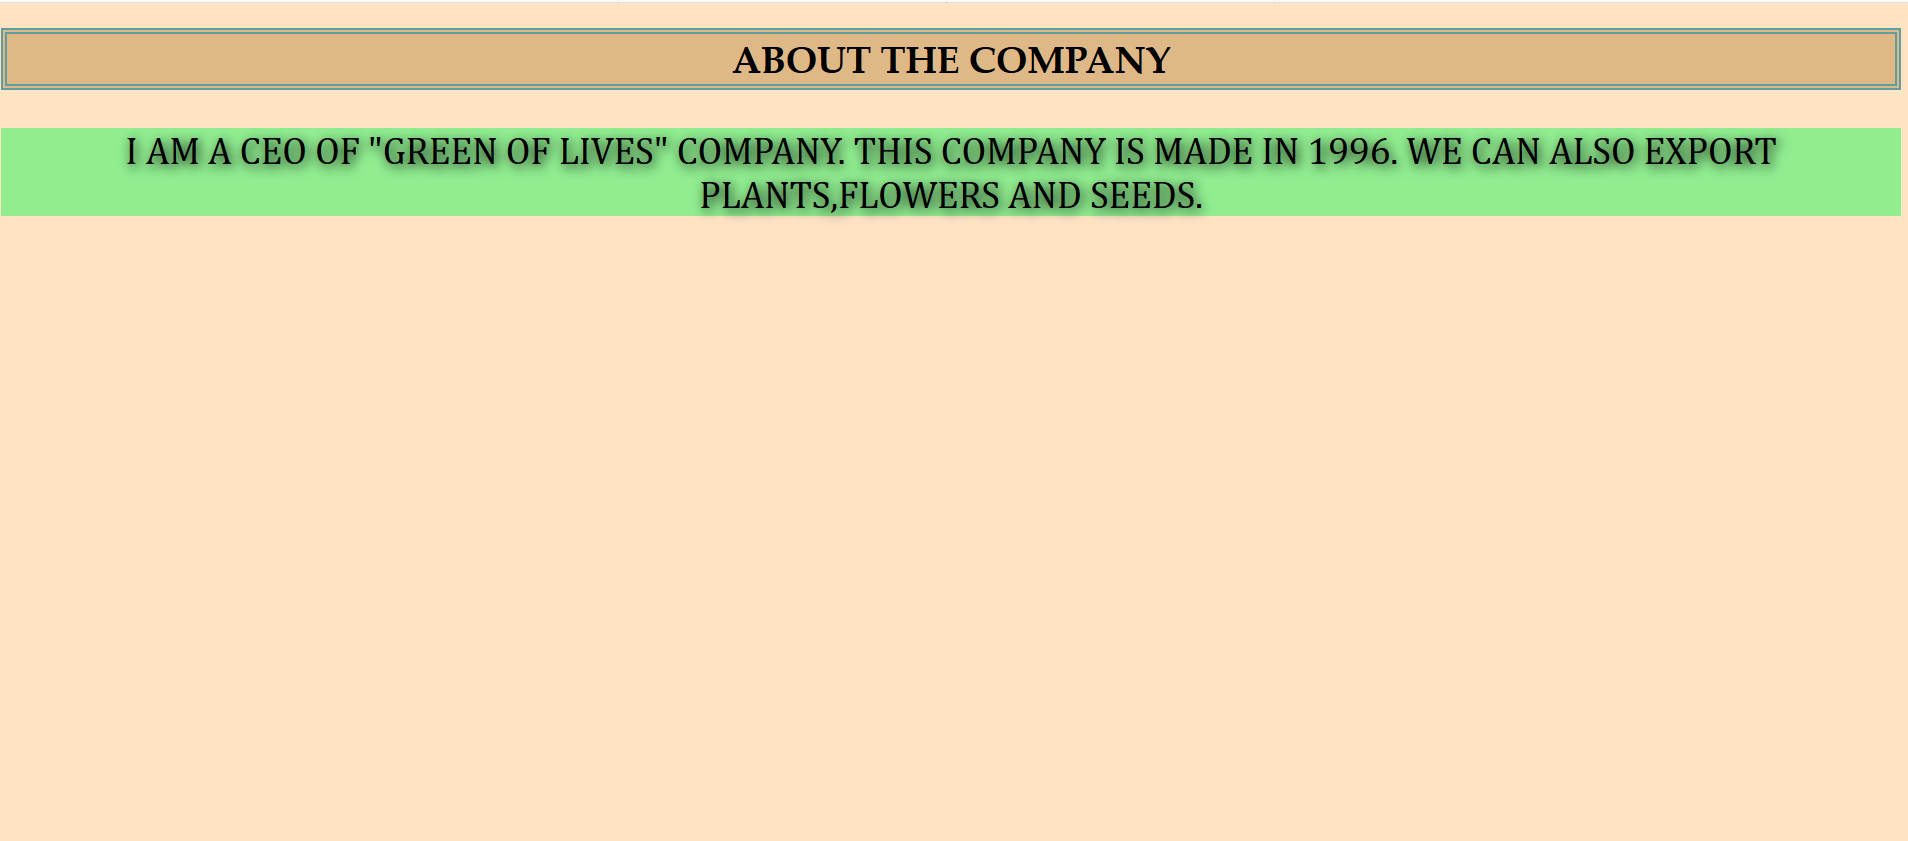 ABOUT THE COMPANY
I AM A CEO OF "GREEN OF LIVES" COMPANY. THIS COMPANY IS MADE IN 1996. WE CAN ALSO EXPORT
PLANTS,FLOWERS AND SEEDS.